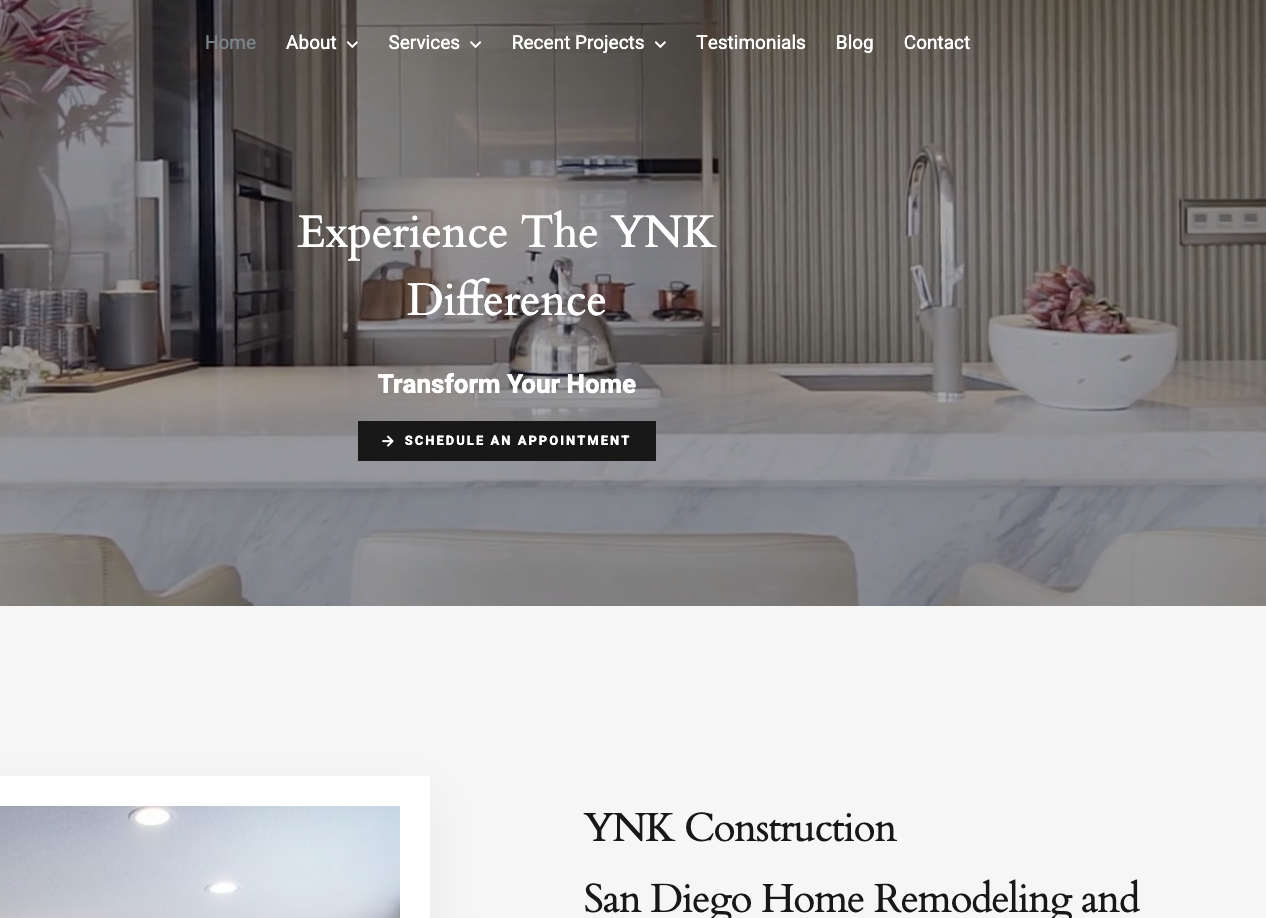 Home About Services Recent Projects Testimonials Blog Contact
Experience The YNK
Difference
Transform Your Home
SCHEDULE AN APPOINTMENT
YNK Construction
San Diego Home Remodeling and